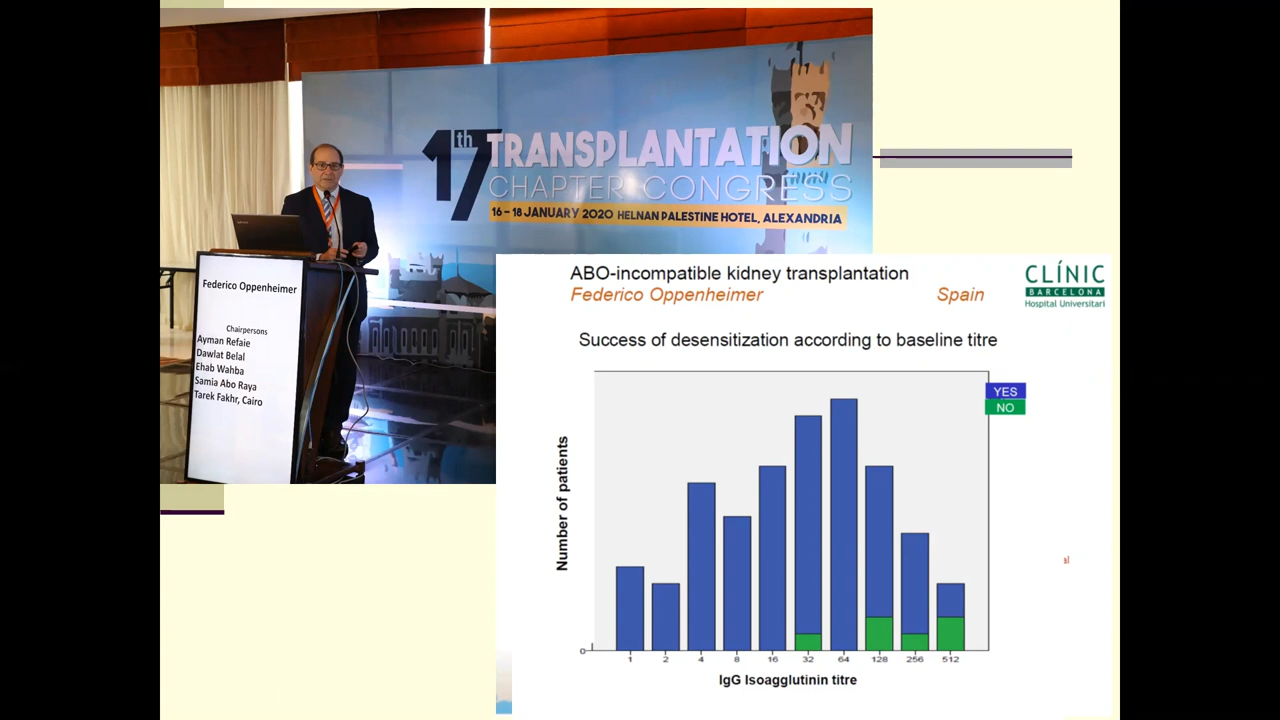 17th TRANSPLANTATION
CHAPTER CONGRESS
16 – 18 JANUARY 2020 HELNAN PALESTINE HOTEL, ALEXANDRIA
Federico Oppenheimer
Chairpersons
Ayman Refaie
Dawlat Belal
Ehab Wahba
Samia Abo Raya
Tarek Fakhr, Cairo
ABO-incompatible kidney transplantation
Federico Oppenheimer Spain
CLÍNIC
BARCELONA
Hospital Universitari
Success of desensitization according to baseline titre
YES
NO
Number of patients
0
1 2 4 8 16 32 64 128 256 512
IgG Isoagglutinin titre